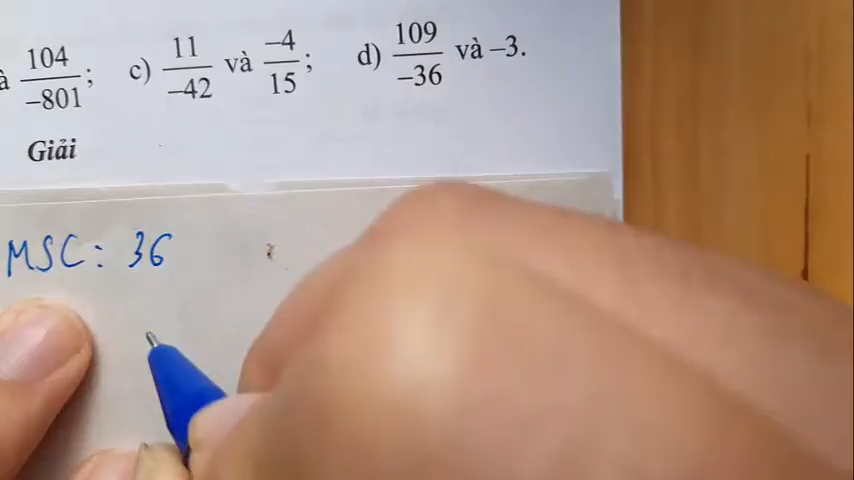 à 104/-801; c) 11/-42 và -4/15; d) 109/-36 và -3.
Giải
MSC: 36